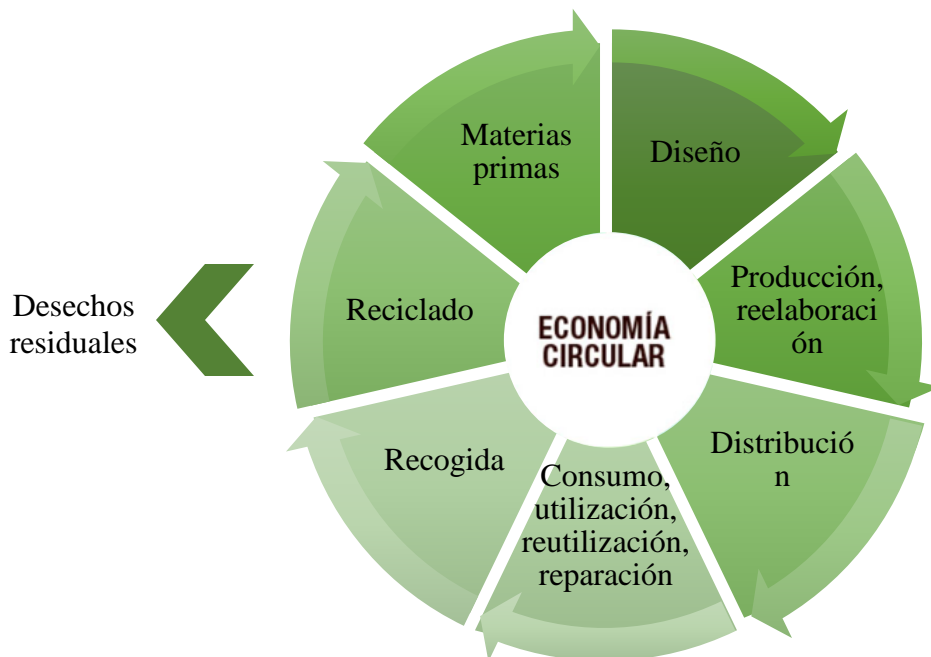 Materias
primas
Diseño
Producción,
reelaboraci
ón
Distribució
n
Consumo,
utilización,
reutilización,
reparación
Recogida
Reciclado
Desechos
residuales
ECONOMÍA
CIRCULAR